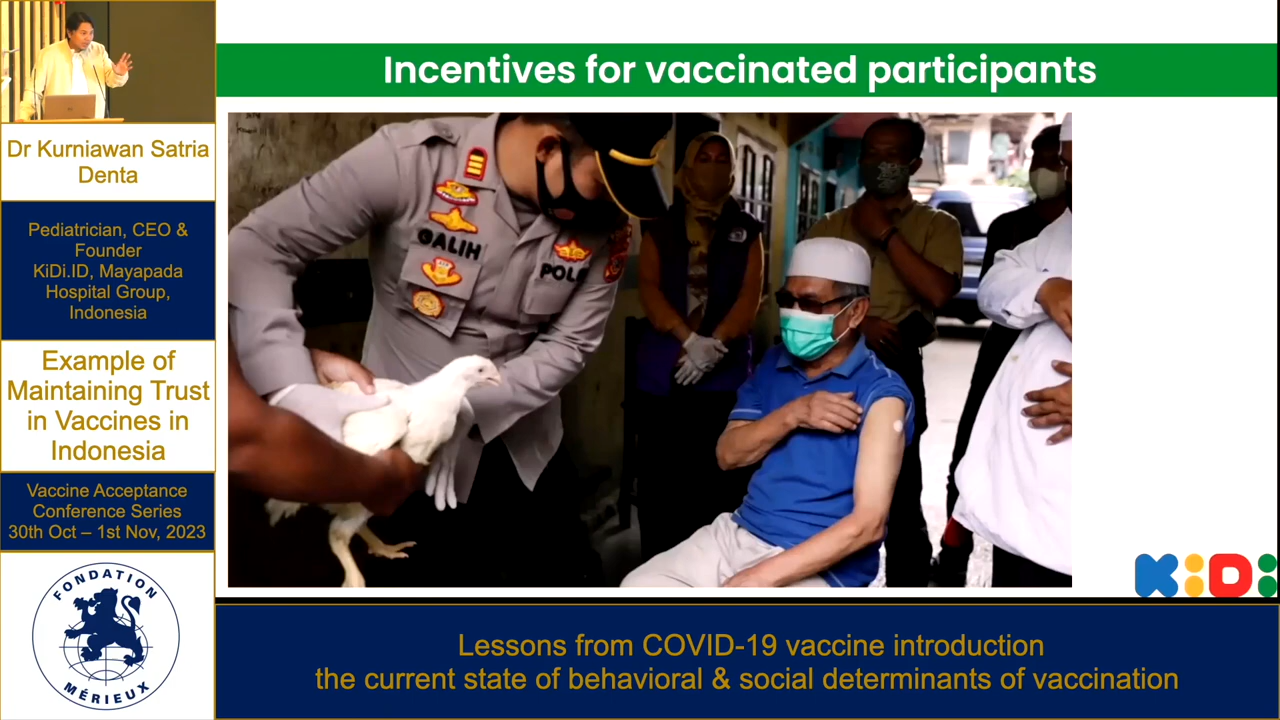 Incentives for vaccinated participants
Dr Kurniawan Satria
Denta
Pediatrician, CEO &
Founder
KiDi.ID, Mayapada
Hospital Group,
Indonesia
Example of
Maintaining Trust
in Vaccines in
Indonesia
Vaccine Acceptance
Conference Series
30th Oct – 1st Nov, 2023
FONDATION
MÉRIEUX
GALIH
KiDi
Lessons from COVID-19 vaccine introduction
the current state of behavioral & social determinants of vaccination